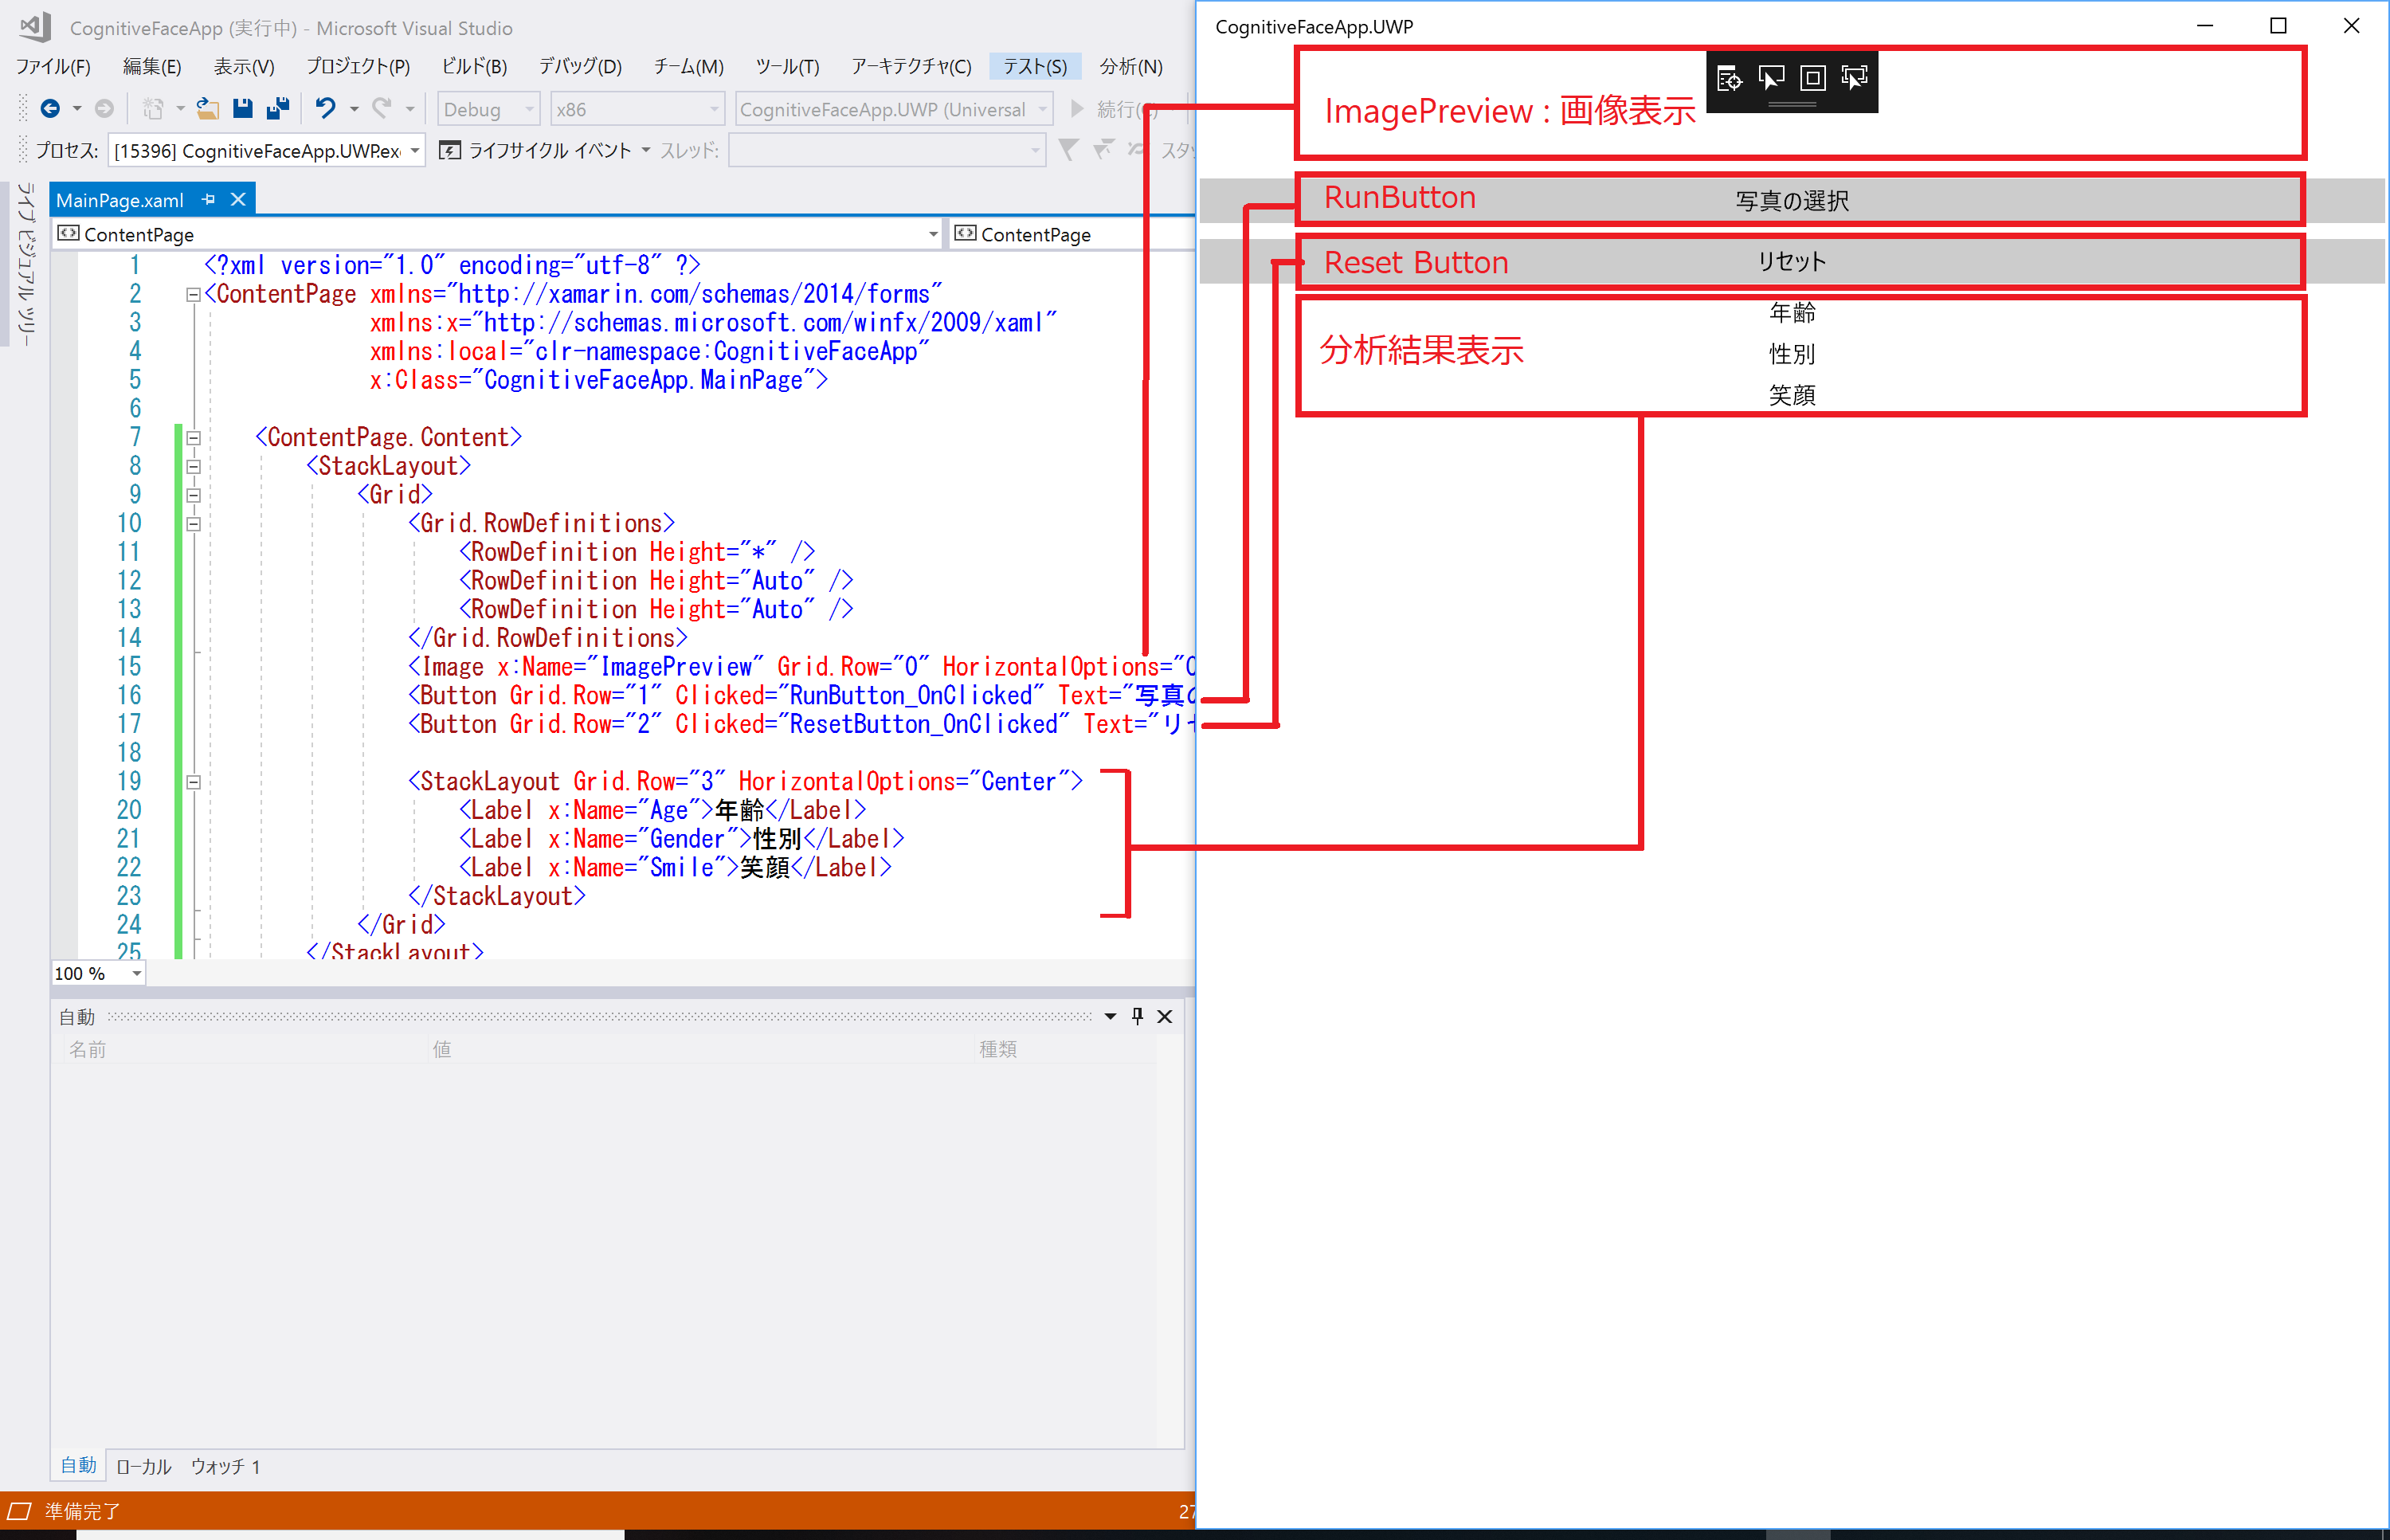 CognitiveFaceApp (実行中) - Microsoft Visual Studio
ファイル(F) 編集(E) 表示(V) プロジェクト(P) ビルド(B) デバッグ(D) チーム(M) ツール(T) アーキテクチャ(C) テスト(S) 分析(N)
Debug x86 CognitiveFaceApp.UWP (Universal 続行(
プロセス: [15396] CognitiveFaceApp.UWP.ex ライフサイクル イベント スレッド: スタッ
ライブ ビジュアル ツリー
MainPage.xaml
ContentPage ContentPage
1 <?xml version="1.0" encoding="utf-8" ?>
2 <ContentPage xmlns="http://xamarin.com/schemas/2014/forms"
3 xmlns:x="http://schemas.microsoft.com/winfx/2009/xaml"
4 xmlns:local="clr-namespace:CognitiveFaceApp"
5 x:Class="CognitiveFaceApp.MainPage">
6
7 <ContentPage.Content>
8 <StackLayout>
9 <Grid>
10 <Grid.RowDefinitions>
11 <RowDefinition Height="*" />
12 <RowDefinition Height="Auto" />
13 <RowDefinition Height="Auto" />
14 </Grid.RowDefinitions>
15 <Image x:Name="ImagePreview" Grid.Row="0" HorizontalOptions="C
16 <Button Grid.Row="1" Clicked="RunButton_OnClicked" Text="写真の
17 <Button Grid.Row="2" Clicked="ResetButton_OnClicked" Text="リセ
18
19 <StackLayout Grid.Row="3" HorizontalOptions="Center">
20 <Label x:Name="Age">年齢</Label>
21 <Label x:Name="Gender">性別</Label>
22 <Label x:Name="Smile">笑顔</Label>
23 </StackLayout>
24 </Grid>
25 </StackLayout>
100 %
自動
名前 値 種類
自動 ローカル ウォッチ 1
準備完了
27
CognitiveFaceApp.UWP
ImagePreview : 画像表示
RunButton 写真の選択
Reset Button リセット
分析結果表示
年齢
性別
笑顔